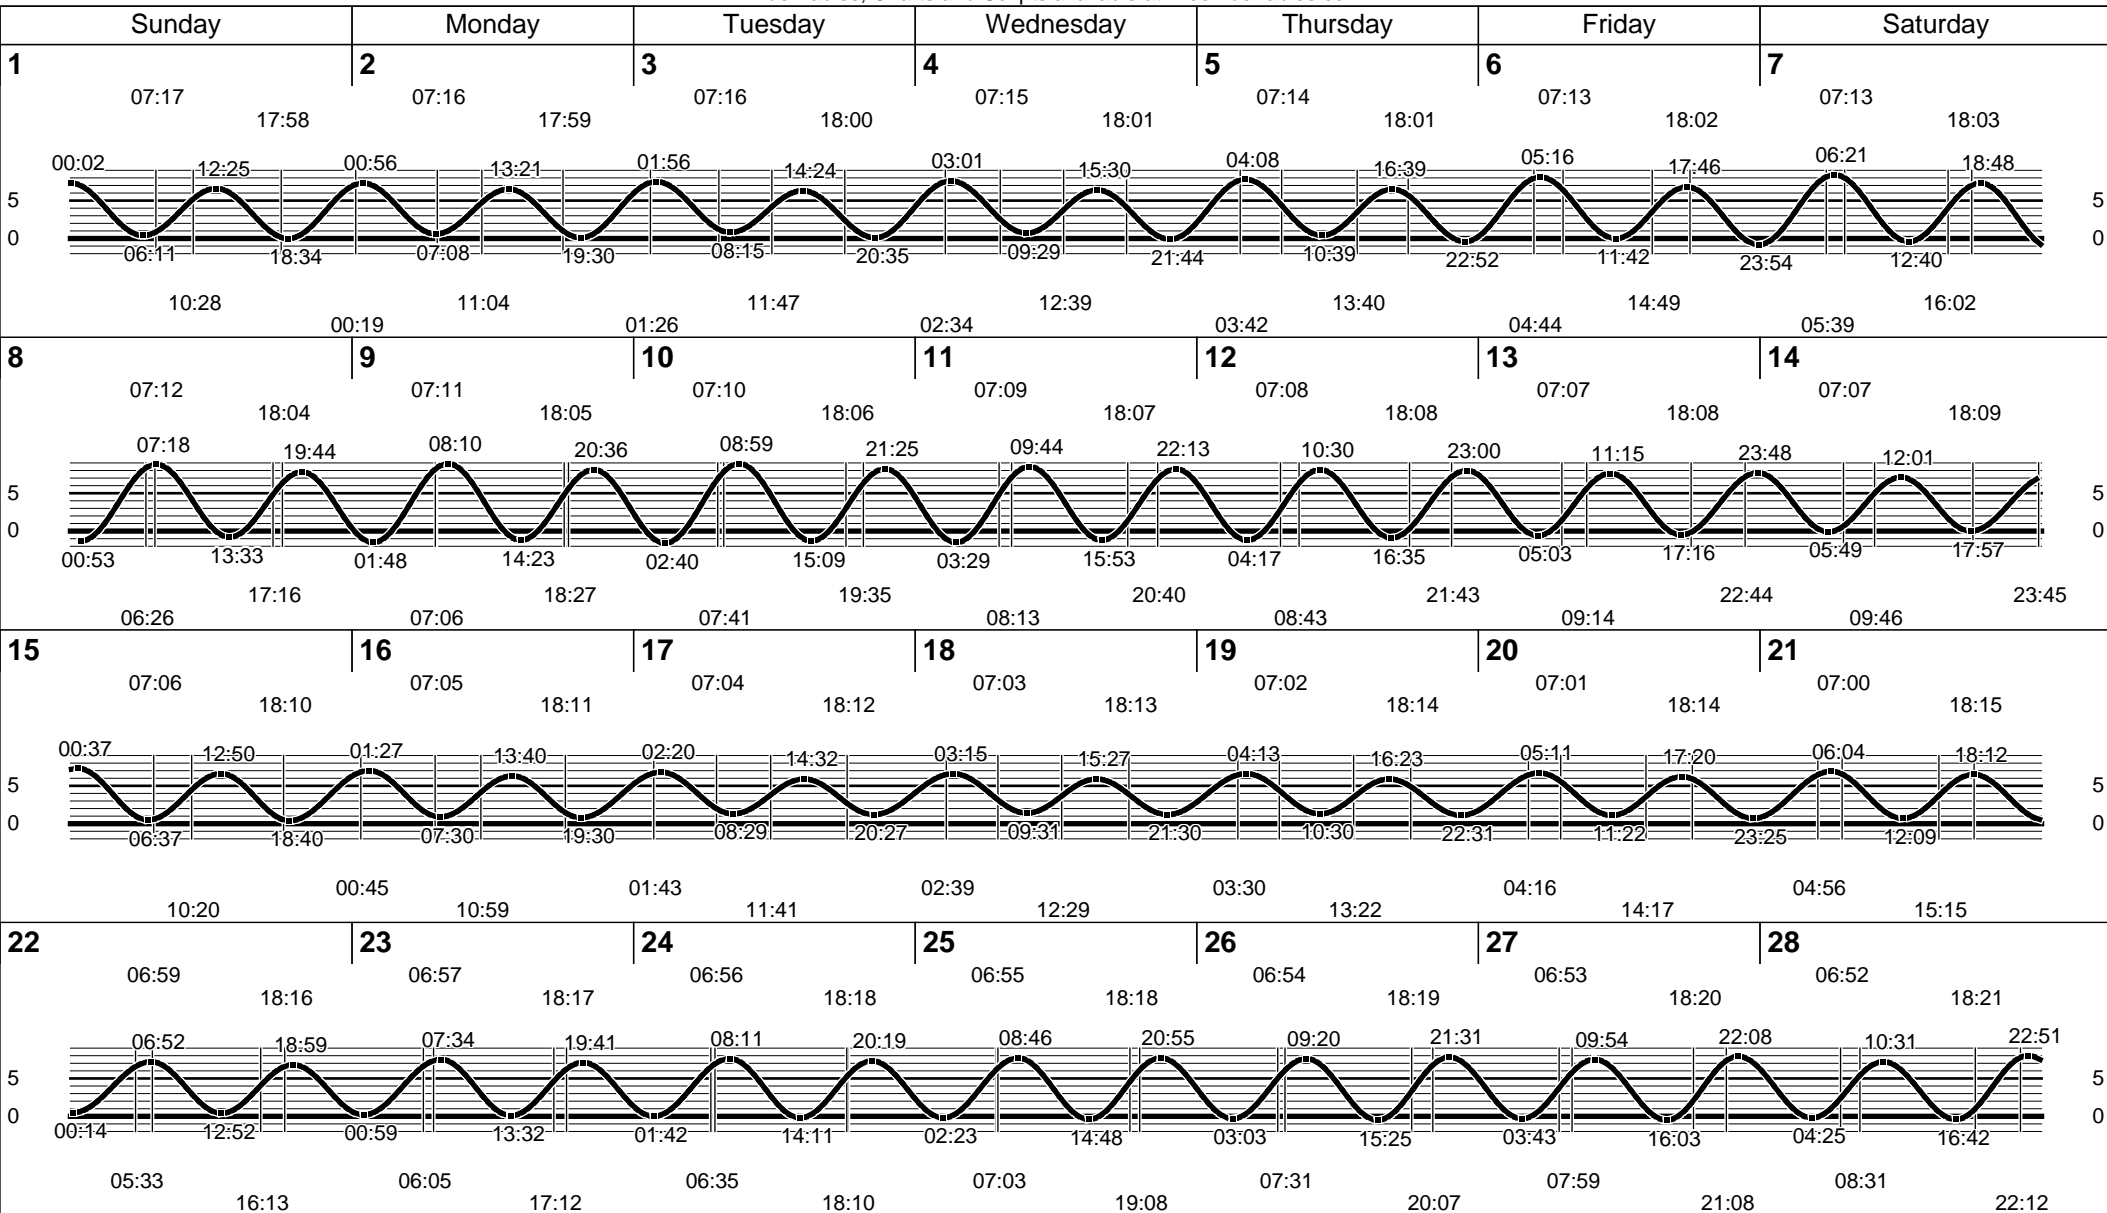 Sunday Monday Tuesday Wednesday Thursday Friday Saturday
1 2 3 4 5 6 7
07:17 07:16 07:16 07:15 07:14 07:13 07:13
17:58 17:59 18:00 18:01 18:01 18:02 18:03
00:02 12:25 00:56 13:21 01:56 14:24 03:01 15:30 04:08 16:39 05:16 17:46 06:21 18:48
5 5
0 0
06:11 18:34 07:08 19:30 08:15 20:35 09:29 21:44 10:39 22:52 11:42 23:54 12:40
10:28 11:04 11:47 12:39 13:40 14:49 16:02
00:19 01:26 02:34 03:42 04:44 05:39
8 9 10 11 12 13 14
07:12 07:11 07:10 07:09 07:08 07:07 07:07
18:04 18:05 18:06 18:07 18:08 18:08 18:09
07:18 19:44 08:10 20:36 08:59 21:25 09:44 22:13 10:30 23:00 11:15 23:48 12:01
5 5
0 0
00:53 13:33 01:48 14:23 02:40 15:09 03:29 15:53 04:17 16:35 05:03 17:16 05:49 17:57
17:16 18:27 19:35 20:40 21:43 22:44 23:45
06:26 07:06 07:41 08:13 08:43 09:14 09:46
15 16 17 18 19 20 21
07:06 07:05 07:04 07:03 07:02 07:01 07:00
18:10 18:11 18:12 18:13 18:14 18:14 18:15
00:37 12:50 01:27 13:40 02:20 14:32 03:15 15:27 04:13 16:23 05:11 17:20 06:04 18:12
5 5
0 0
06:37 18:40 07:30 19:30 08:29 20:27 09:31 21:30 10:30 22:31 11:22 23:25 12:09
00:45 01:43 02:39 03:30 04:16 04:56
10:20 10:59 11:41 12:29 13:22 14:17 15:15
22 23 24 25 26 27 28
06:59 06:57 06:56 06:55 06:54 06:53 06:52
18:16 18:17 18:18 18:18 18:19 18:20 18:21
06:52 18:59 07:34 19:41 08:11 20:19 08:46 20:55 09:20 21:31 09:54 22:08 10:31 22:51
5 5
0 0
00:14 12:52 00:59 13:32 01:42 14:11 02:23 14:48 03:03 15:25 03:43 16:03 04:25 16:42
05:33 06:05 06:35 07:03 07:31 07:59 08:31
16:13 17:12 18:10 19:08 20:07 21:08 22:12